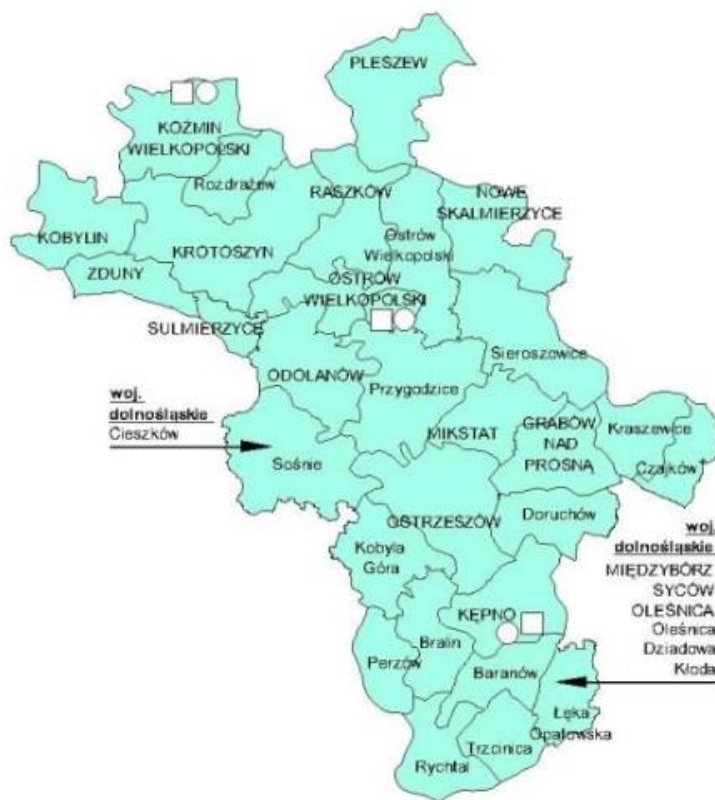 PLESZEW
KOŹMIN
WIELKOPOLSKI
Rozdrażew
RASZKÓW
NOWE
SKALMIERZYCE
KOBYLIN
KROTOSZYN
Ostrów
Wielkopolski
ZDUNY
OSTRÓW
WIELKOPOLSKI
SULMIERZYCE
Sieroszowice
ODOLANÓW
Przygodzice
woj.
dolnośląskie
Cieszków
MIKSTAT
GRABÓW
NAD
PROSNĄ
Kraszewice
Czajków
Sośnie
OSTRZESZÓW
Doruchów
Kobyla
Góra
woj.
dolnośląskie
MIĘDZYBÓRZ
SYCÓW
OLEŚNICA
Oleśnica
Dziadowa
Kłoda
KĘPNO
Bralin
Perzów
Baranów
Łęka
Opatowska
Trzcinica
Rychtal